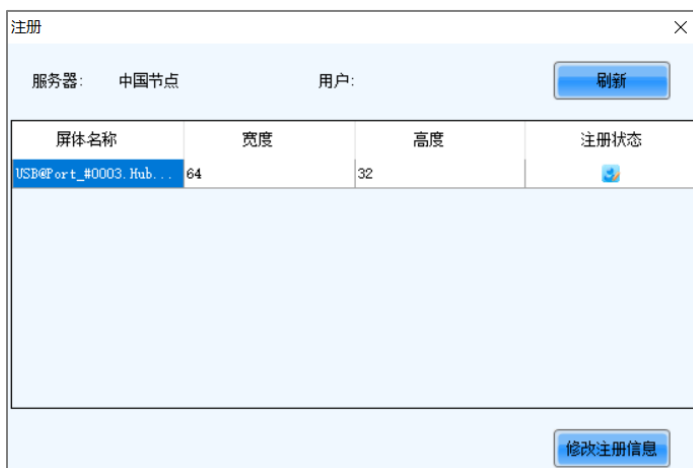 注册
服务器: 中国节点 用户: 刷新
屏体名称 宽度 高度 注册状态
USB@Port_#0003.Hub... 64 32
修改注册信息